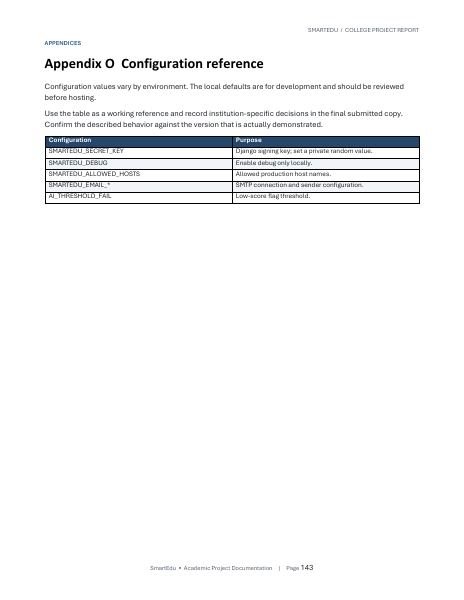 SMARTEDU / COLLEGE PROJECT REPORT
APPENDICES
Appendix O Configuration reference
Configuration values vary by environment. The local defaults are for development and should be reviewed
before hosting.
Use the table as a working reference and record institution-specific decisions in the final submitted copy.
Confirm the described behavior against the version that is actually demonstrated.
Configuration Purpose
SMARTEDU_SECRET_KEY Django signing key; set a private random value.
SMARTEDU_DEBUG Enable debug only locally.
SMARTEDU_ALLOWED_HOSTS Allowed production host names.
SMARTEDU_EMAIL_* SMTP connection and sender configuration.
AI_THRESHOLD_FAIL Low-score flag threshold.
SmartEdu • Academic Project Documentation | Page 143